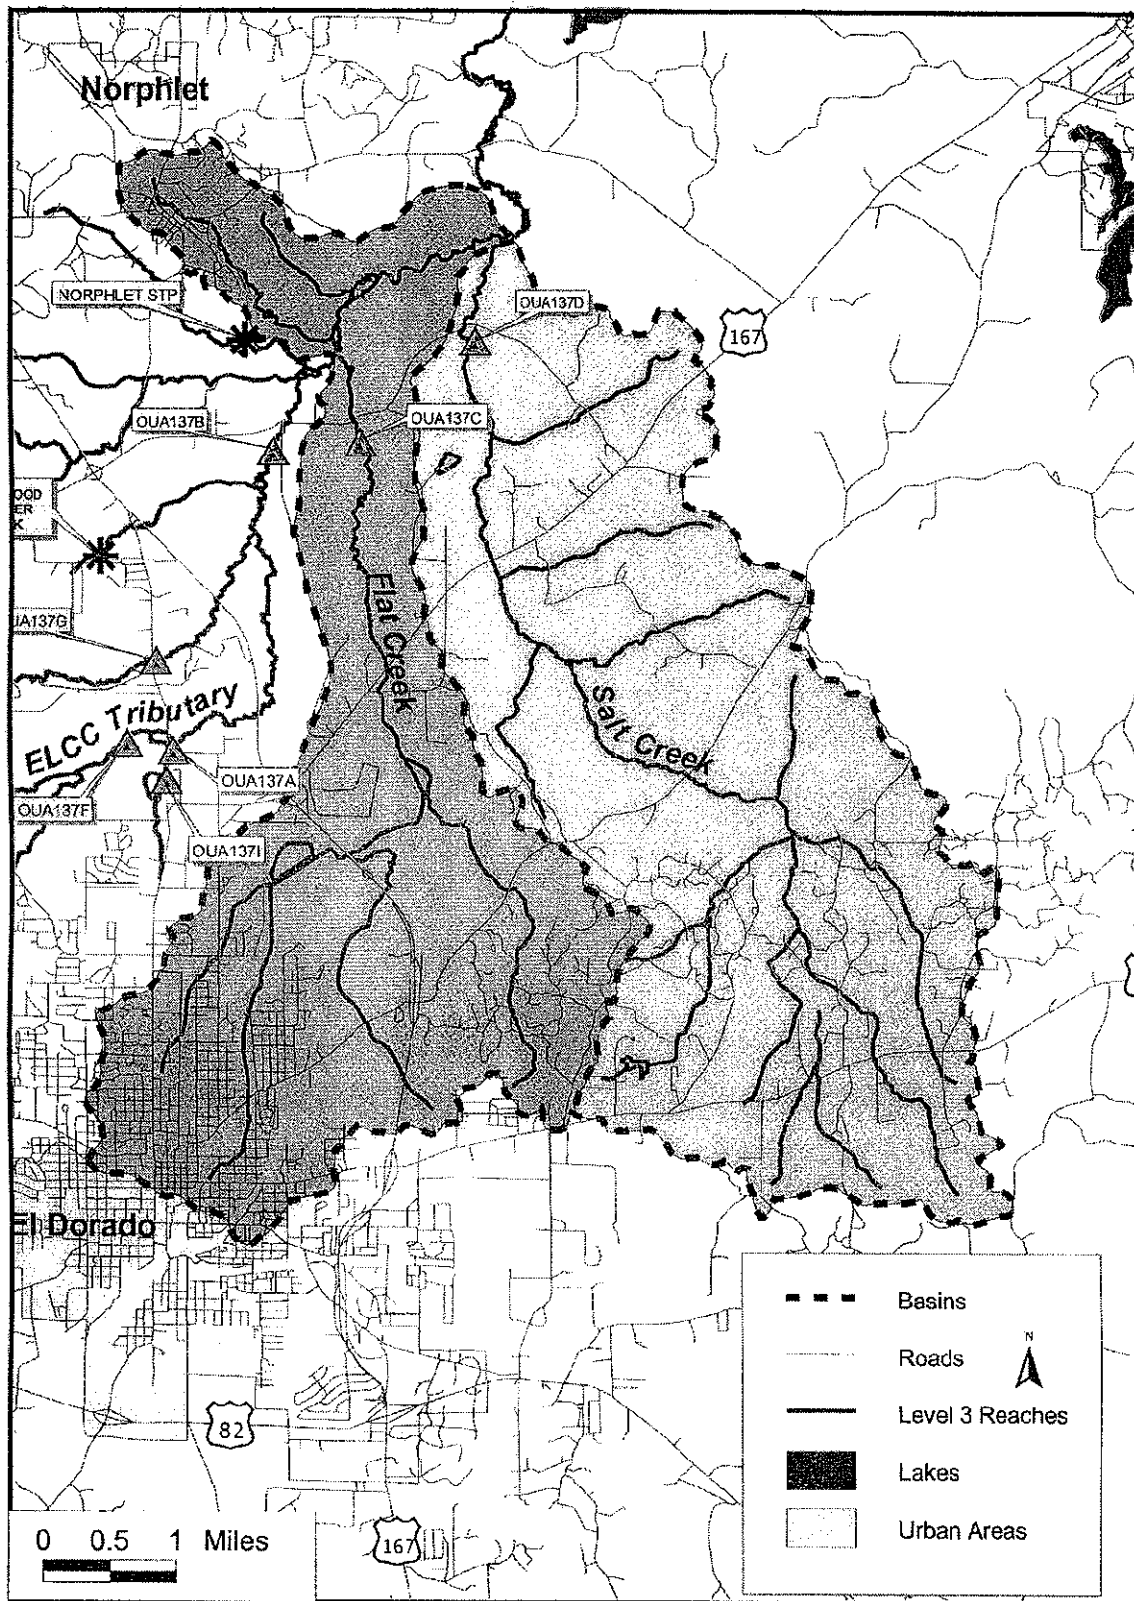 Norphlet
NORPHLET STP
OUA137D
167
OUA137B
OUA137C
OOD
ER
K
Flat Creek
UA137G
ELCC Tributary
Salt Creek
OUA137A
OUA137F
OUA137I
El Dorado
Basins
N
Roads
Level 3 Reaches
82
Lakes
0 0.5 1 Miles
167
Urban Areas